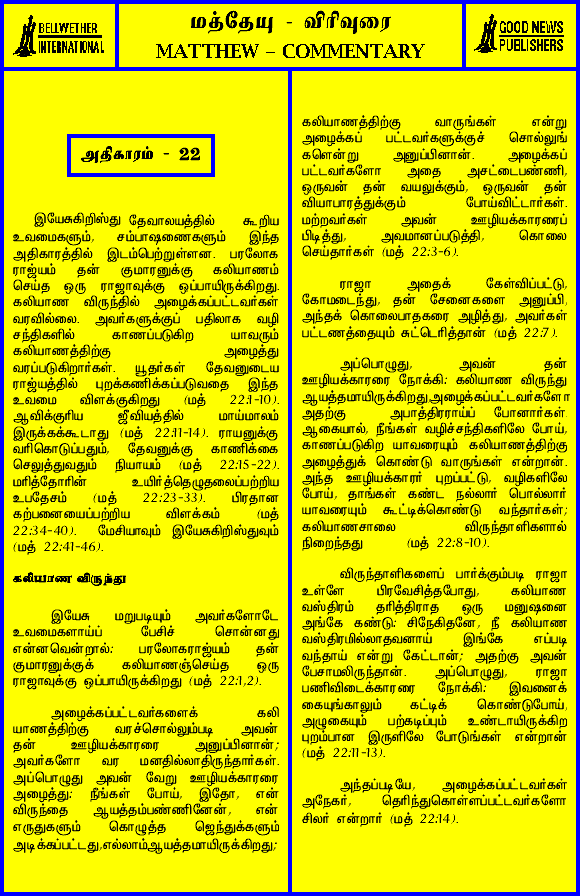 BELLWETHER
INTERNATIONAL
மத்தேயு - விரிவுரை
MATTHEW – COMMENTARY
GOOD NEWS
PUBLISHERS
அதிகாரம் - 22
இயேசுகிறிஸ்து தேவாலயத்தில் கூறிய
உவமைகளும், சம்பாஷணைகளும் இந்த
அதிகாரத்தில் இடம்பெற்றுள்ளன. பரலோக
ராஜ்யம் தன் குமாரனுக்கு கலியாணம்
செய்த ஒரு ராஜாவுக்கு ஒப்பாயிருக்கிறது.
கலியாண விருந்தில் அழைக்கப்பட்டவர்கள்
வரவில்லை. அவர்களுக்குப் பதிலாக வழி
சந்திகளில் காணப்படுகிற யாவரும்
கலியாணத்திற்கு அழைத்து
வரப்படுகிறார்கள். யூதர்கள் தேவனுடைய
ராஜ்யத்தில் புறக்கணிக்கப்படுவதை இந்த
உவமை விளக்குகிறது (மத் 22:1-10).
ஆவிக்குரிய ஜீவியத்தில் மாய்மாலம்
இருக்கக்கூடாது (மத் 22:11-14). ராயனுக்கு
வரிகொடுப்பதும், தேவனுக்கு காணிக்கை
செலுத்துவதும் நியாயம் (மத் 22:15-22).
மரித்தோரின் உயிர்த்தெழுதலைப்பற்றிய
உபதேசம் (மத் 22:23-33). பிரதான
கற்பனையைப்பற்றிய விளக்கம் (மத்
22:34-40). மேசியாவும் இயேசுகிறிஸ்துவும்
(மத் 22:41-46).
கலியாண விருந்து
இயேசு மறுபடியும் அவர்களோடே
உவமைகளாய்ப் பேசிச் சொன்னது
என்னவென்றால்: பரலோகராஜ்யம் தன்
குமாரனுக்குக் கலியாணஞ்செய்த ஒரு
ராஜாவுக்கு ஒப்பாயிருக்கிறது (மத் 22:1,2).
அழைக்கப்பட்டவர்களைக் கலி
யாணத்திற்கு வரச்சொல்லும்படி அவன்
தன் ஊழியக்காரரை அனுப்பினான்;
அவர்களோ வர மனதில்லாதிருந்தார்கள்.
அப்பொழுது அவன் வேறு ஊழியக்காரரை
அழைத்து: நீங்கள் போய், இதோ, என்
விருந்தை ஆயத்தம்பண்ணினேன், என்
எருதுகளும் கொழுத்த ஜெந்துக்களும்
அடிக்கப்பட்டது,எல்லாம்ஆயத்தமாயிருக்கிறது;
கலியாணத்திற்கு வாருங்கள் என்று
அழைக்கப் பட்டவர்களுக்குச் சொல்லுங்
களென்று அனுப்பினான். அழைக்கப்
பட்டவர்களோ அதை அசட்டைபண்ணி,
ஒருவன் தன் வயலுக்கும், ஒருவன் தன்
வியாபாரத்துக்கும் போய்விட்டார்கள்.
மற்றவர்கள் அவன் ஊழியக்காரரைப்
பிடித்து, அவமானப்படுத்தி, கொலை
செய்தார்கள் (மத் 22:3-6).
ராஜா அதைக் கேள்விப்பட்டு,
கோபமடைந்து, தன் சேனைகளை அனுப்பி,
அந்தக் கொலைபாதகரை அழித்து, அவர்கள்
பட்டணத்தையும் சுட்டெரித்தான் (மத் 22:7).
அப்பொழுது, அவன் தன்
ஊழியக்காரரை நோக்கி: கலியாண விருந்து
ஆயத்தமாயிருக்கிறதுஅழைக்கப்பட்டவர்களோ
அதற்கு அபாத்திரராய்ப் போனார்கள்.
ஆகையால், நீங்கள் வழிச்சந்திகளிலே போய்,
காணப்படுகிற யாவரையும் கலியாணத்திற்கு
அழைத்துக் கொண்டு வாருங்கள் என்றான்.
அந்த ஊழியக்காரர் புறப்பட்டு, வழிகளிலே
போய், தாங்கள் கண்ட நல்லார் பொல்லார்
யாவரையும் கூட்டிக்கொண்டு வந்தார்கள்;
கலியாணசாலை விருந்தாளிகளால்
நிறைந்தது (மத் 22:8-10).
விருந்தாளிகளைப் பார்க்கும்படி ராஜா
உள்ளே பிரவேசித்தபோது, கலியாண
வஸ்திரம் தரித்திராத ஒரு மனுஷனை
அங்கே கண்டு: சிநேகிதனே, நீ கலியாண
வஸ்திரமில்லாதவனாய் இங்கே எப்படி
வந்தாய் என்று கேட்டான்; அதற்கு அவன்
பேசாமலிருந்தான். அப்பொழுது, ராஜா
பணிவிடைக்காரரை நோக்கி: இவனைக்
கையுங்காலும் கட்டிக் கொண்டுபோய்,
அழுகையும் பற்கடிப்பும் உண்டாயிருக்கிற
புறம்பான இருளிலே போடுங்கள் என்றான்
(மத் 22:11-13).
அந்தப்படியே, அழைக்கப்பட்டவர்கள்
அநேகர், தெரிந்துகொள்ளப்பட்டவர்களோ
சிலர் என்றார் (மத் 22:14).